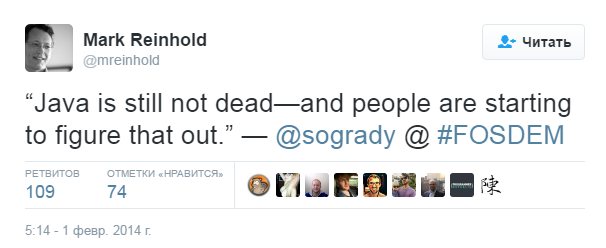 Mark Reinhold
@mreinhold
Читать
“Java is still not dead—and people are starting
to figure that out.” — @sogrady @ #FOSDEM
РЕТВИТОВ ОТМЕТКИ «НРАВИТСЯ»
109 74
陳
5:14 - 1 февр. 2014 г.